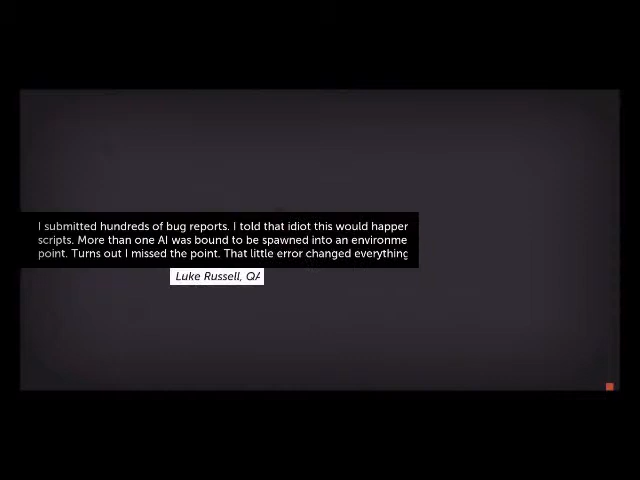 I submitted hundreds of bug reports. I told that idiot this would happen
scripts. More than one AI was bound to be spawned into an environme
point. Turns out I missed the point. That little error changed everything
Luke Russell, QA